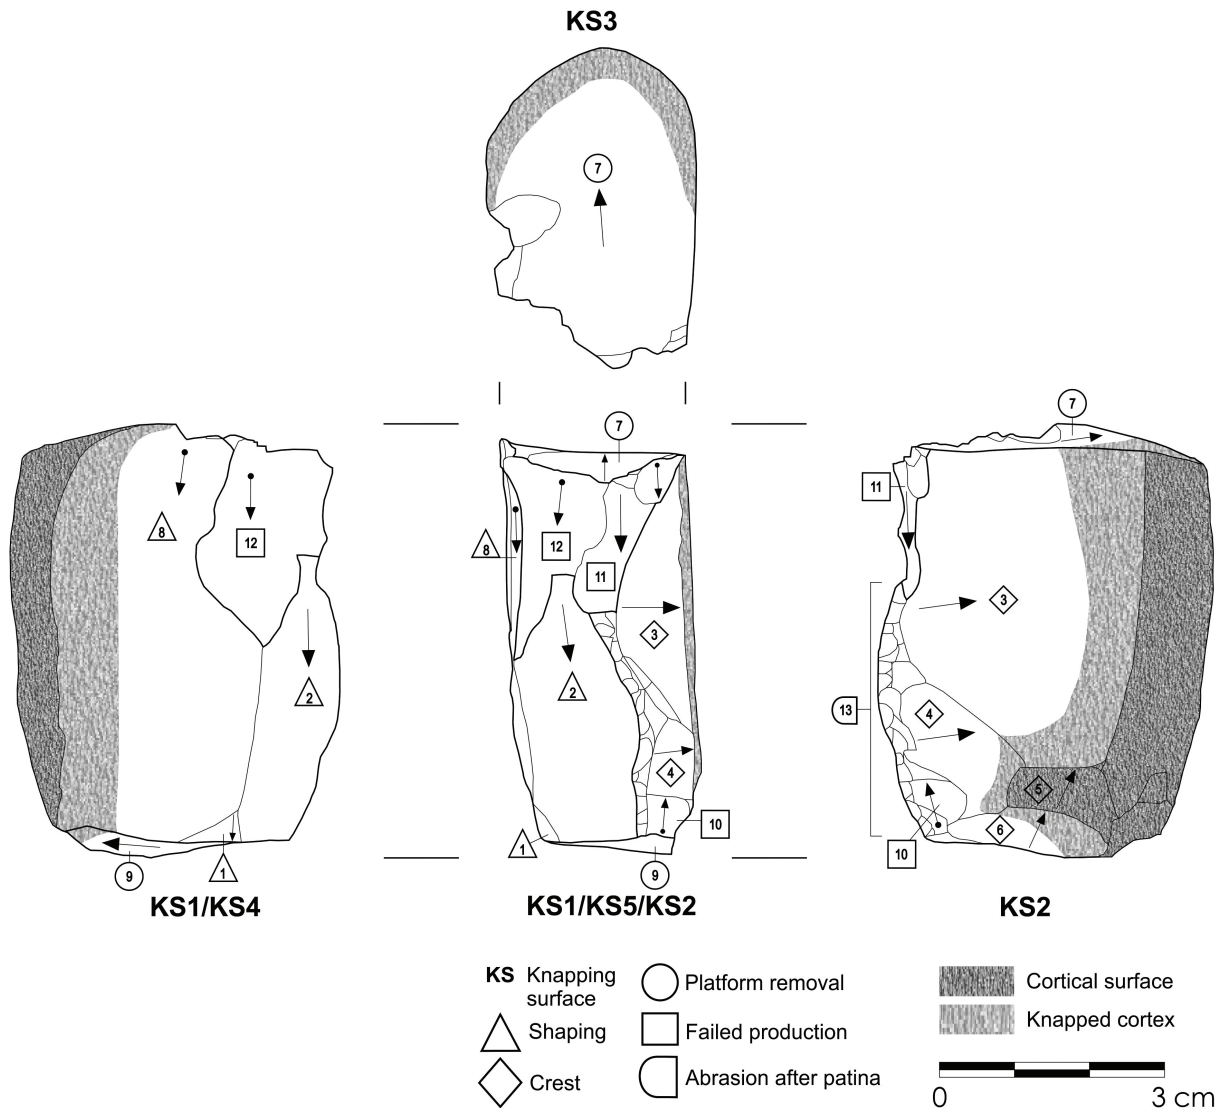 KS3
7
8
12
2
9
1
KS1/KS4
7
8
12
11
3
2
4
10
1
9
KS1/KS5/KS2
7
11
3
13
4
5
6
10
KS2
KS Knapping
surface
Shaping
Crest
Platform removal
Failed production
Abrasion after patina
Cortical surface
Knapped cortex
0 3 cm